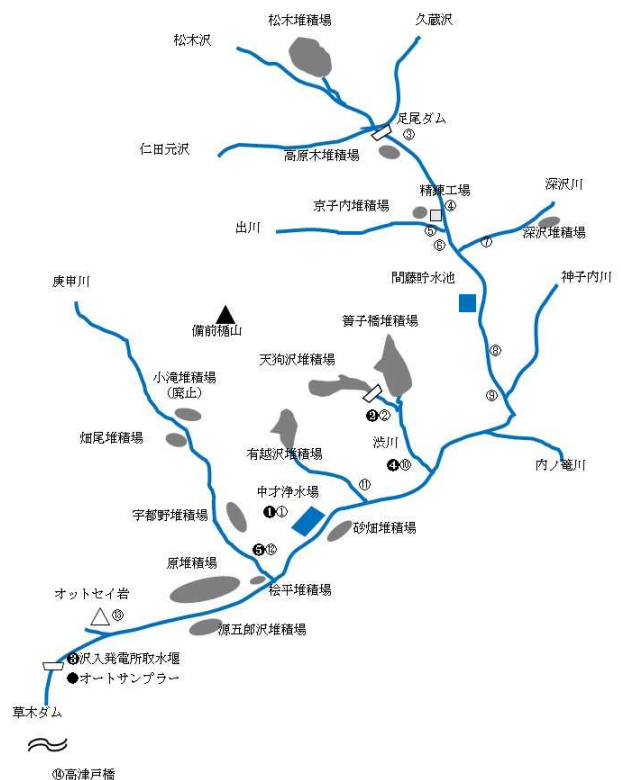 松木堆積場
久蔵沢
松木沢
足尾ダム
③
仁田元沢
高原木堆積場
精練工場
深沢川
京子内堆積場
④
出川
⑤
⑥
⑦
深沢堆積場
庚申川
間藤貯水池
神子内川
備前楯山
簀子橋堆積場
天狗沢堆積場
⑧
小滝堆積場
(廃止)
⑨
❸②
畑尾堆積場
有越沢堆積場
渋川
❹⑩
内ノ篭川
中才浄水場
⑪
宇都野堆積場
❶①
砂畑堆積場
❺⑫
原堆積場
オットセイ岩
桧平堆積場
⑬
源五郎沢堆積場
沢入発電所取水堰
●オートサンプラー
草木ダム
⑭高津戸橋